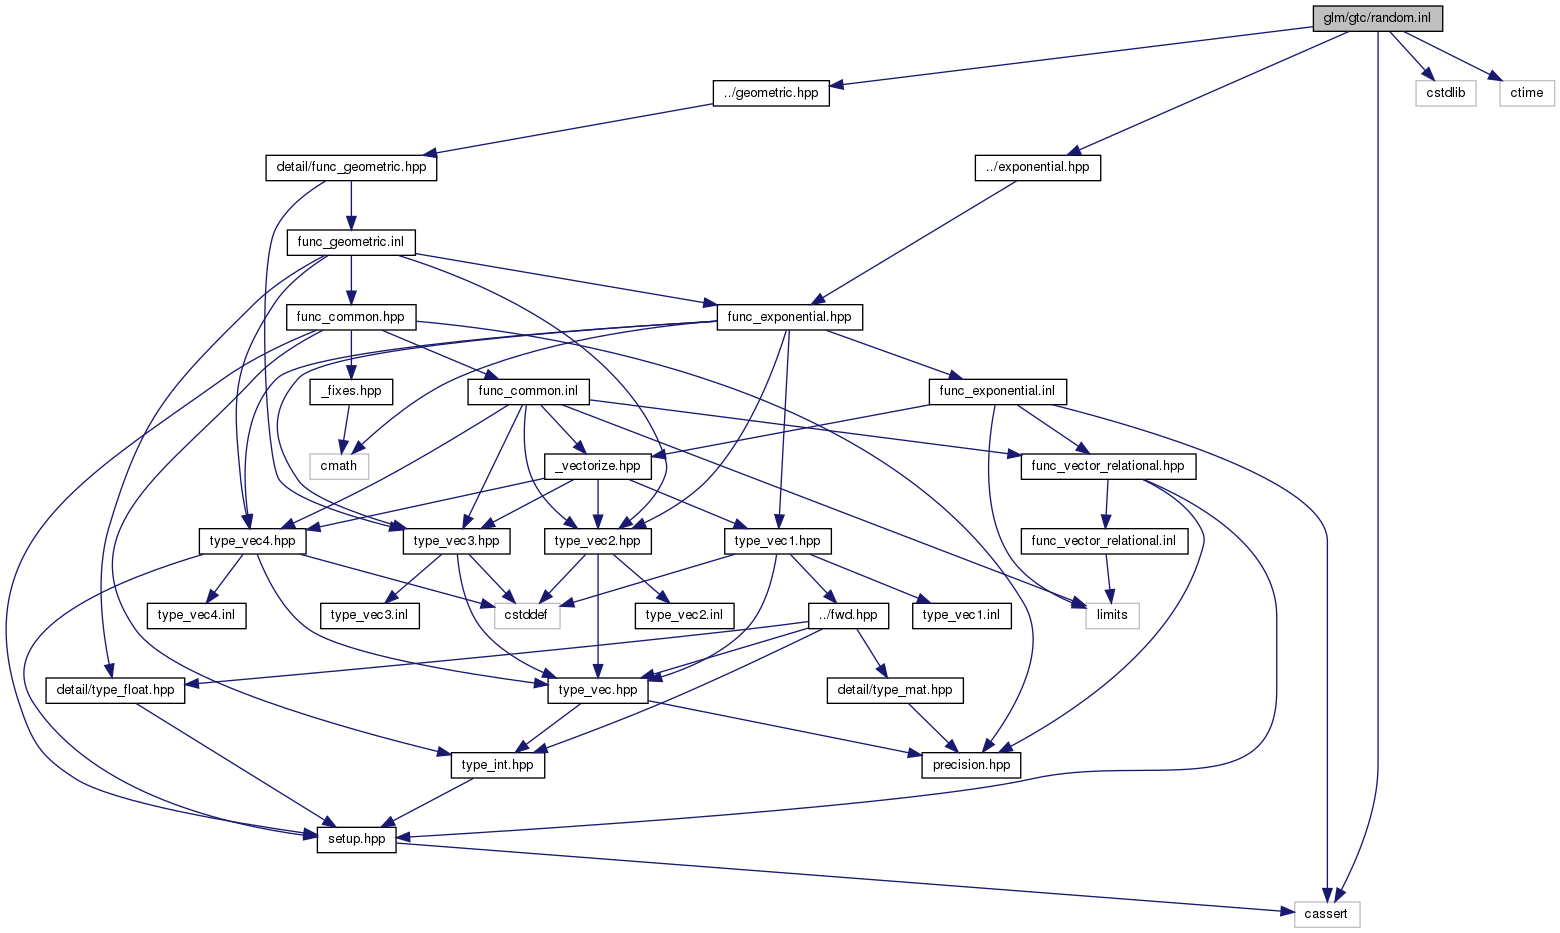 glm/gtc/random.inl
../geometric.hpp
cstdlib
ctime
detail/func_geometric.hpp
../exponential.hpp
func_geometric.inl
func_common.hpp
func_exponential.hpp
_fixes.hpp
func_common.inl
func_exponential.inl
cmath
_vectorize.hpp
func_vector_relational.hpp
type_vec4.hpp
type_vec3.hpp
type_vec2.hpp
type_vec1.hpp
func_vector_relational.inl
type_vec4.inl
type_vec3.inl
cstddef
type_vec2.inl
../fwd.hpp
type_vec1.inl
limits
detail/type_float.hpp
type_vec.hpp
detail/type_mat.hpp
type_int.hpp
precision.hpp
setup.hpp
cassert